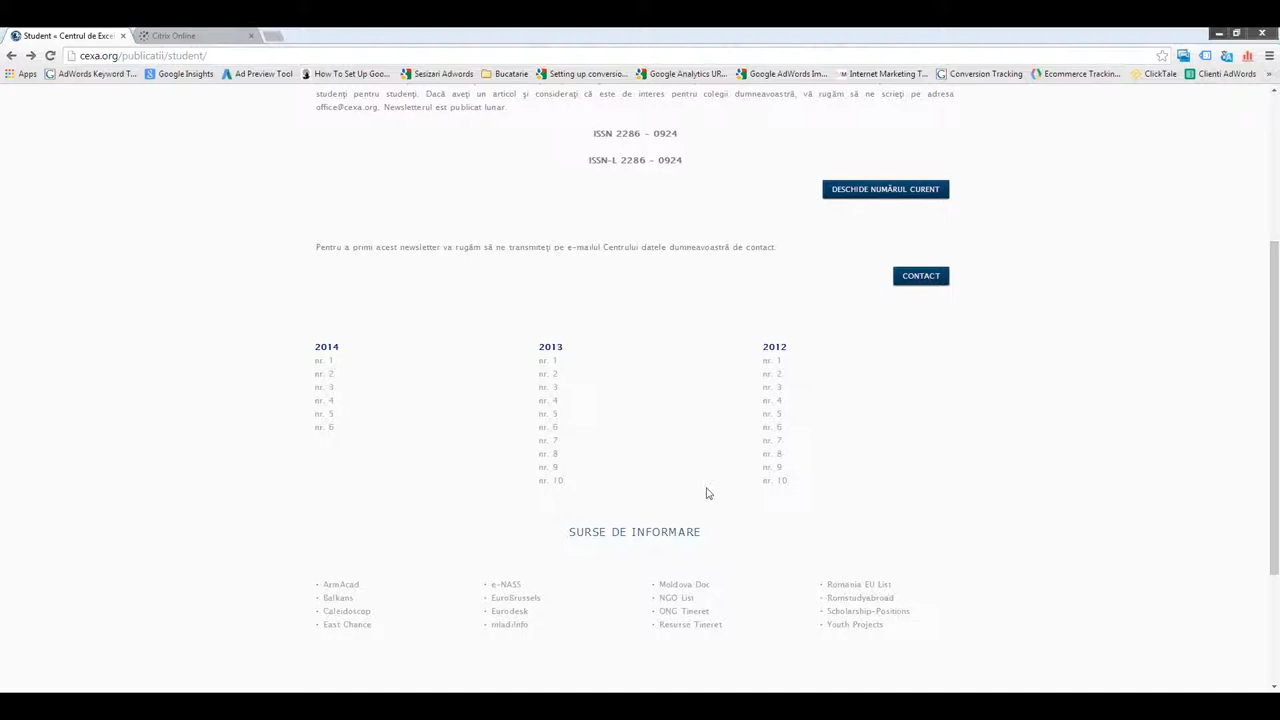 Student « Centrul de Excel
Citrix Online
cexa.org/publicatii/student/
Apps
AdWords Keyword T...
Google Insights
Ad Preview Tool
How To Set Up Goo...
Sesizari Adwords
Bucatarie
Setting up conversio...
Google Analytics UR...
Google AdWords Im...
Internet Marketing T...
Conversion Tracking
Ecommerce Trackin...
ClickTale
Clienti AdWords
»
studenți pentru studenți. Dacă aveți un articol și considerați că este de interes pentru colegii dumneavoastră, vă rugăm să ne scrieți pe adresa
office@cexa.org. Newsletterul est publicat lunar.
ISSN 2286 – 0924
ISSN-L 2286 – 0924
DESCHIDE NUMĂRUL CURENT
Pentru a primi acest newsletter va rugăm să ne transmiteți pe e-mailul Centrului datele dumneavoastră de contact.
CONTACT
2014
nr. 1
nr. 2
nr. 3
nr. 4
nr. 5
nr. 6
2013
nr. 1
nr. 2
nr. 3
nr. 4
nr. 5
nr. 6
nr. 7
nr. 8
nr. 9
nr. 10
2012
nr. 1
nr. 2
nr. 3
nr. 4
nr. 5
nr. 6
nr. 7
nr. 8
nr. 9
nr. 10
SURSE DE INFORMARE
· ArmAcad
· Balkans
· Caleidoscop
· East Chance
· e-NASS
· EuroBrussels
· Eurodesk
· mladiinfo
· Moldova Doc
· NGO List
· ONG Tineret
· Resurse Tineret
· Romania EU List
· Romstudyabroad
· Scholarship-Positions
· Youth Projects